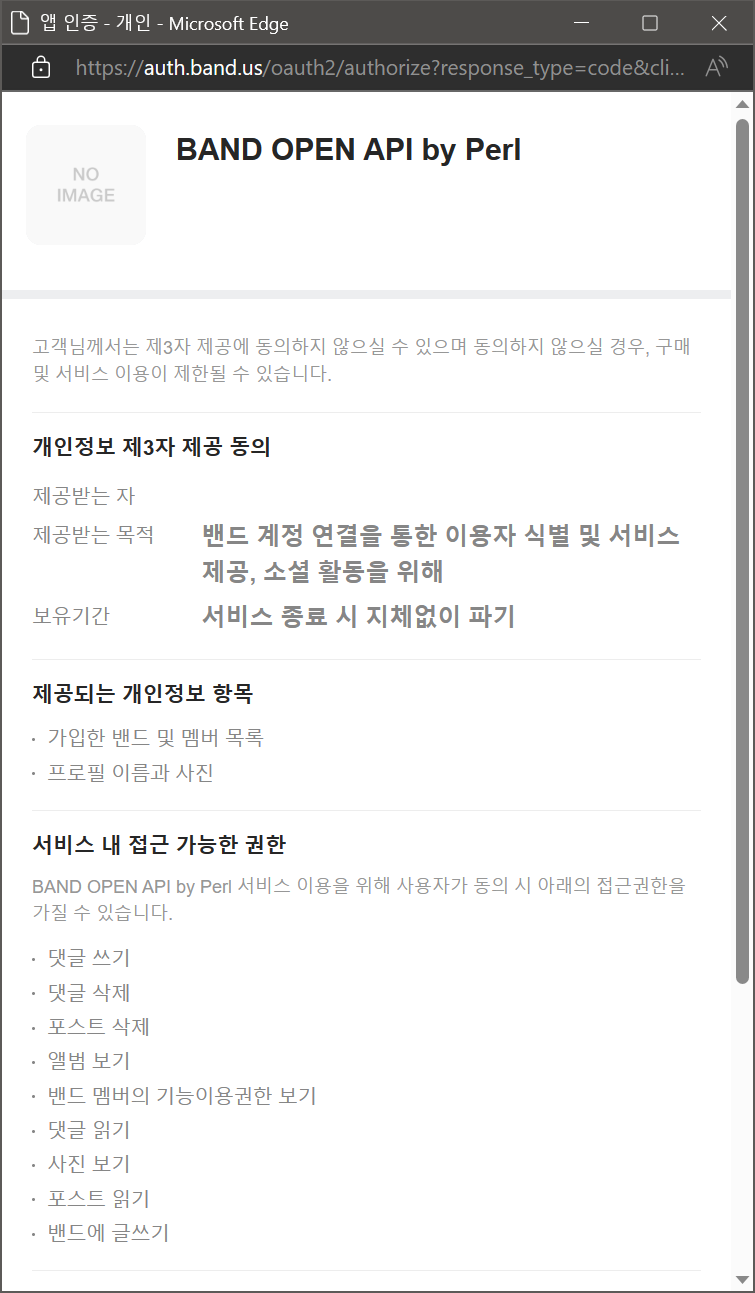 앱 인증 - 개인 - Microsoft Edge
https://auth.band.us/oauth2/authorize?response_type=code&cli...
NO
IMAGE
BAND OPEN API by Perl
고객님께서는 제3자 제공에 동의하지 않으실 수 있으며 동의하지 않으실 경우, 구매
및 서비스 이용이 제한될 수 있습니다.
개인정보 제3자 제공 동의
제공받는 자
제공받는 목적 밴드 계정 연결을 통한 이용자 식별 및 서비스
제공, 소셜 활동을 위해
보유기간 서비스 종료 시 지체없이 파기
제공되는 개인정보 항목
· 가입한 밴드 및 멤버 목록
· 프로필 이름과 사진
서비스 내 접근 가능한 권한
BAND OPEN API by Perl 서비스 이용을 위해 사용자가 동의 시 아래의 접근권한을
가질 수 있습니다.
· 댓글 쓰기
· 댓글 삭제
· 포스트 삭제
· 앨범 보기
· 밴드 멤버의 기능이용권한 보기
· 댓글 읽기
· 사진 보기
· 포스트 읽기
· 밴드에 글쓰기